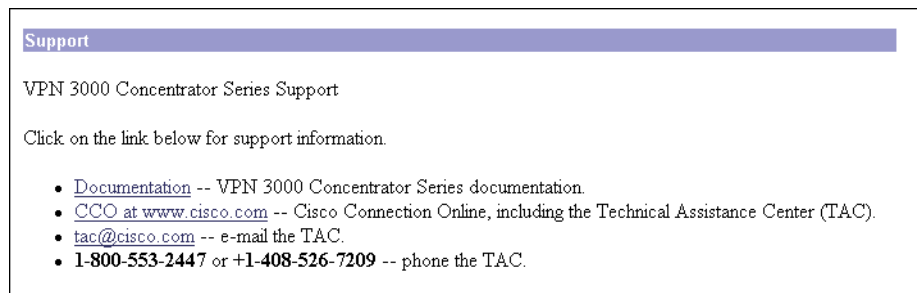 Support
VPN 3000 Concentrator Series Support
Click on the link below for support information.
• Documentation -- VPN 3000 Concentrator Series documentation.
• CCO at www.cisco.com -- Cisco Connection Online, including the Technical Assistance Center (TAC).
• tac@cisco.com -- e-mail the TAC.
• 1-800-553-2447 or +1-408-526-7209 -- phone the TAC.